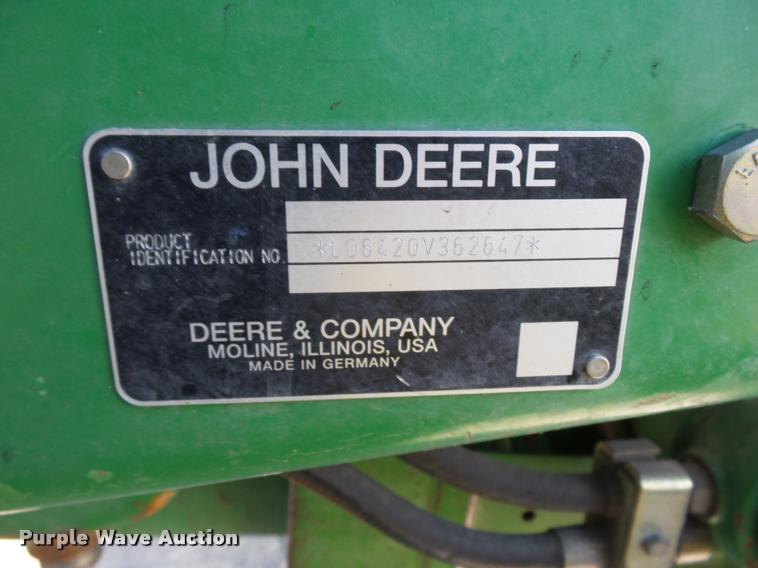 JOHN DEERE
PRODUCT
IDENTIFICATION NO.
*L06420V362647*
DEERE & COMPANY
MOLINE, ILLINOIS, USA
MADE IN GERMANY
Purple Wave Auction